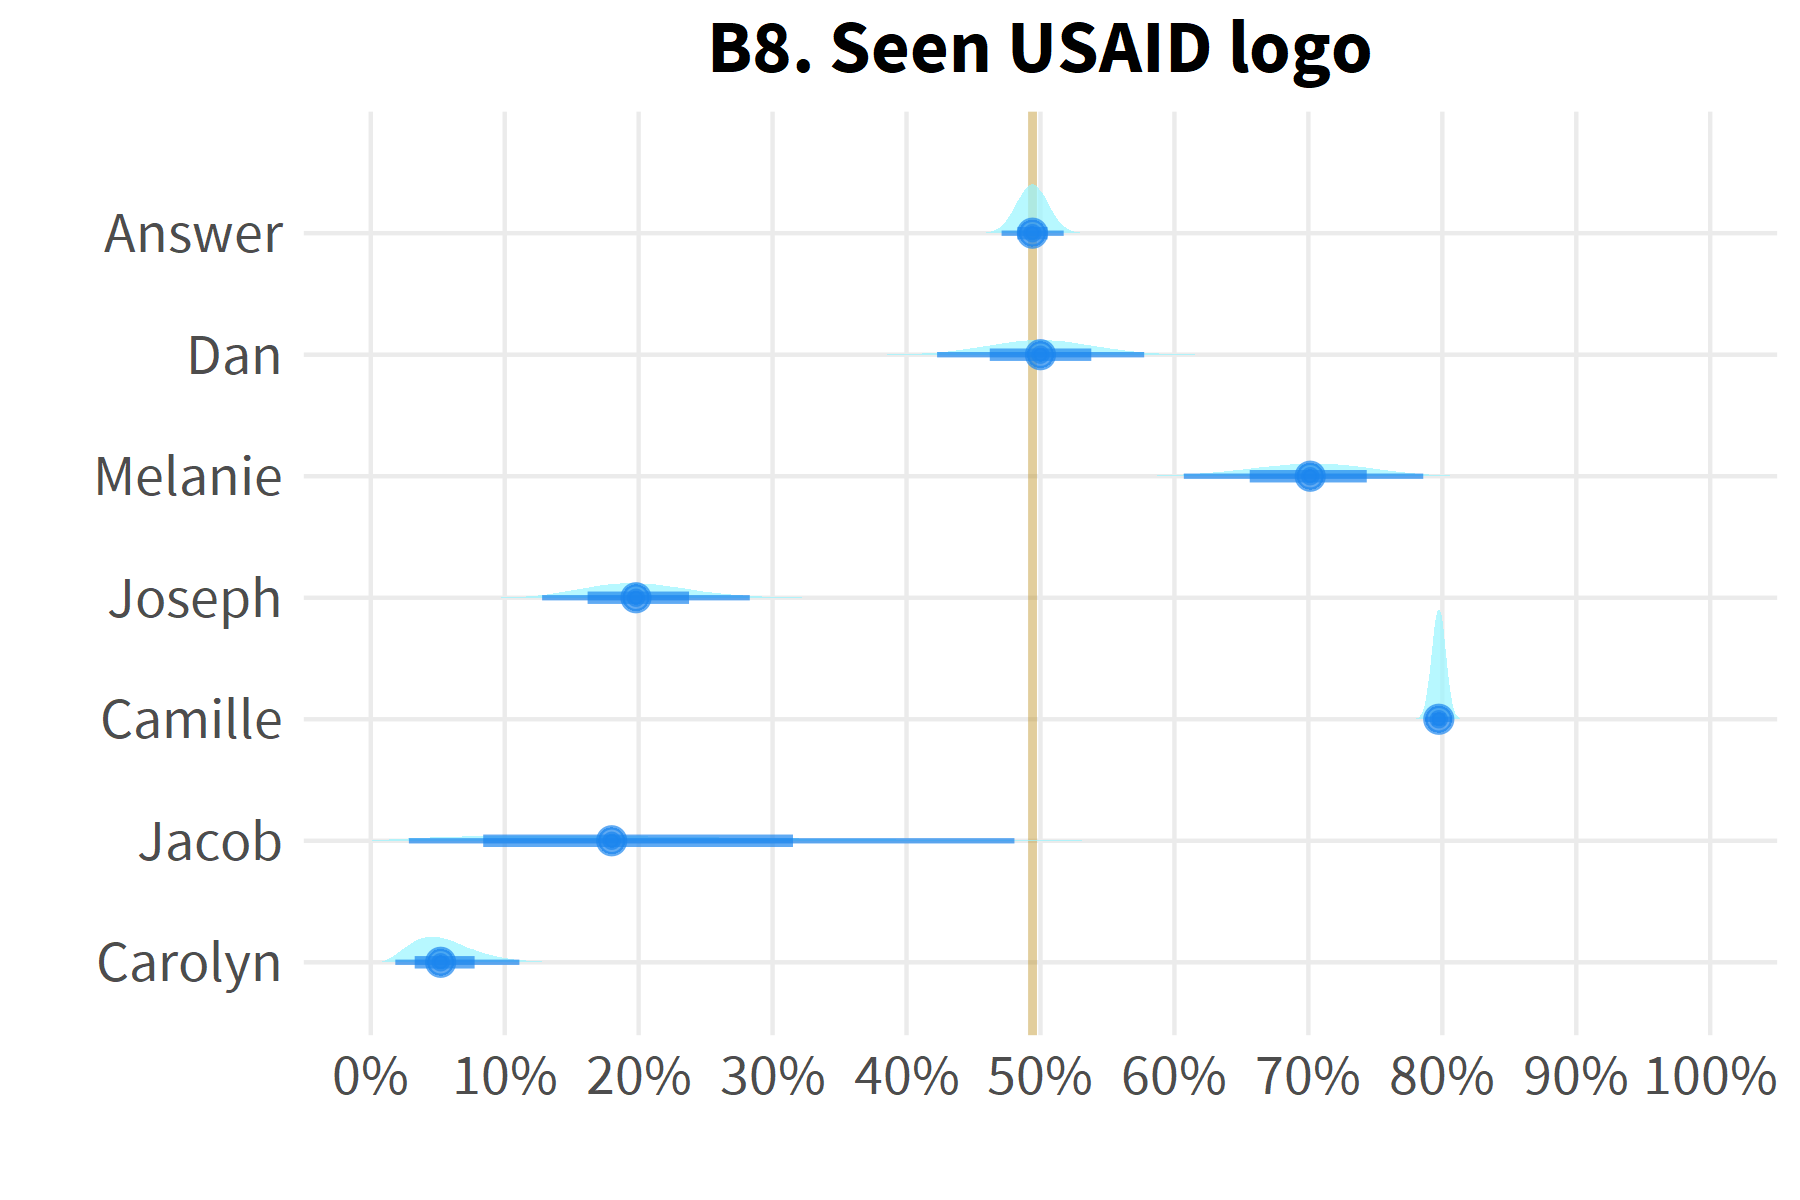 B8. Seen USAID logo
Answer
Dan
Melanie
Joseph
Camille
Jacob
Carolyn
0% 10% 20% 30% 40% 50% 60% 70% 80% 90% 100%